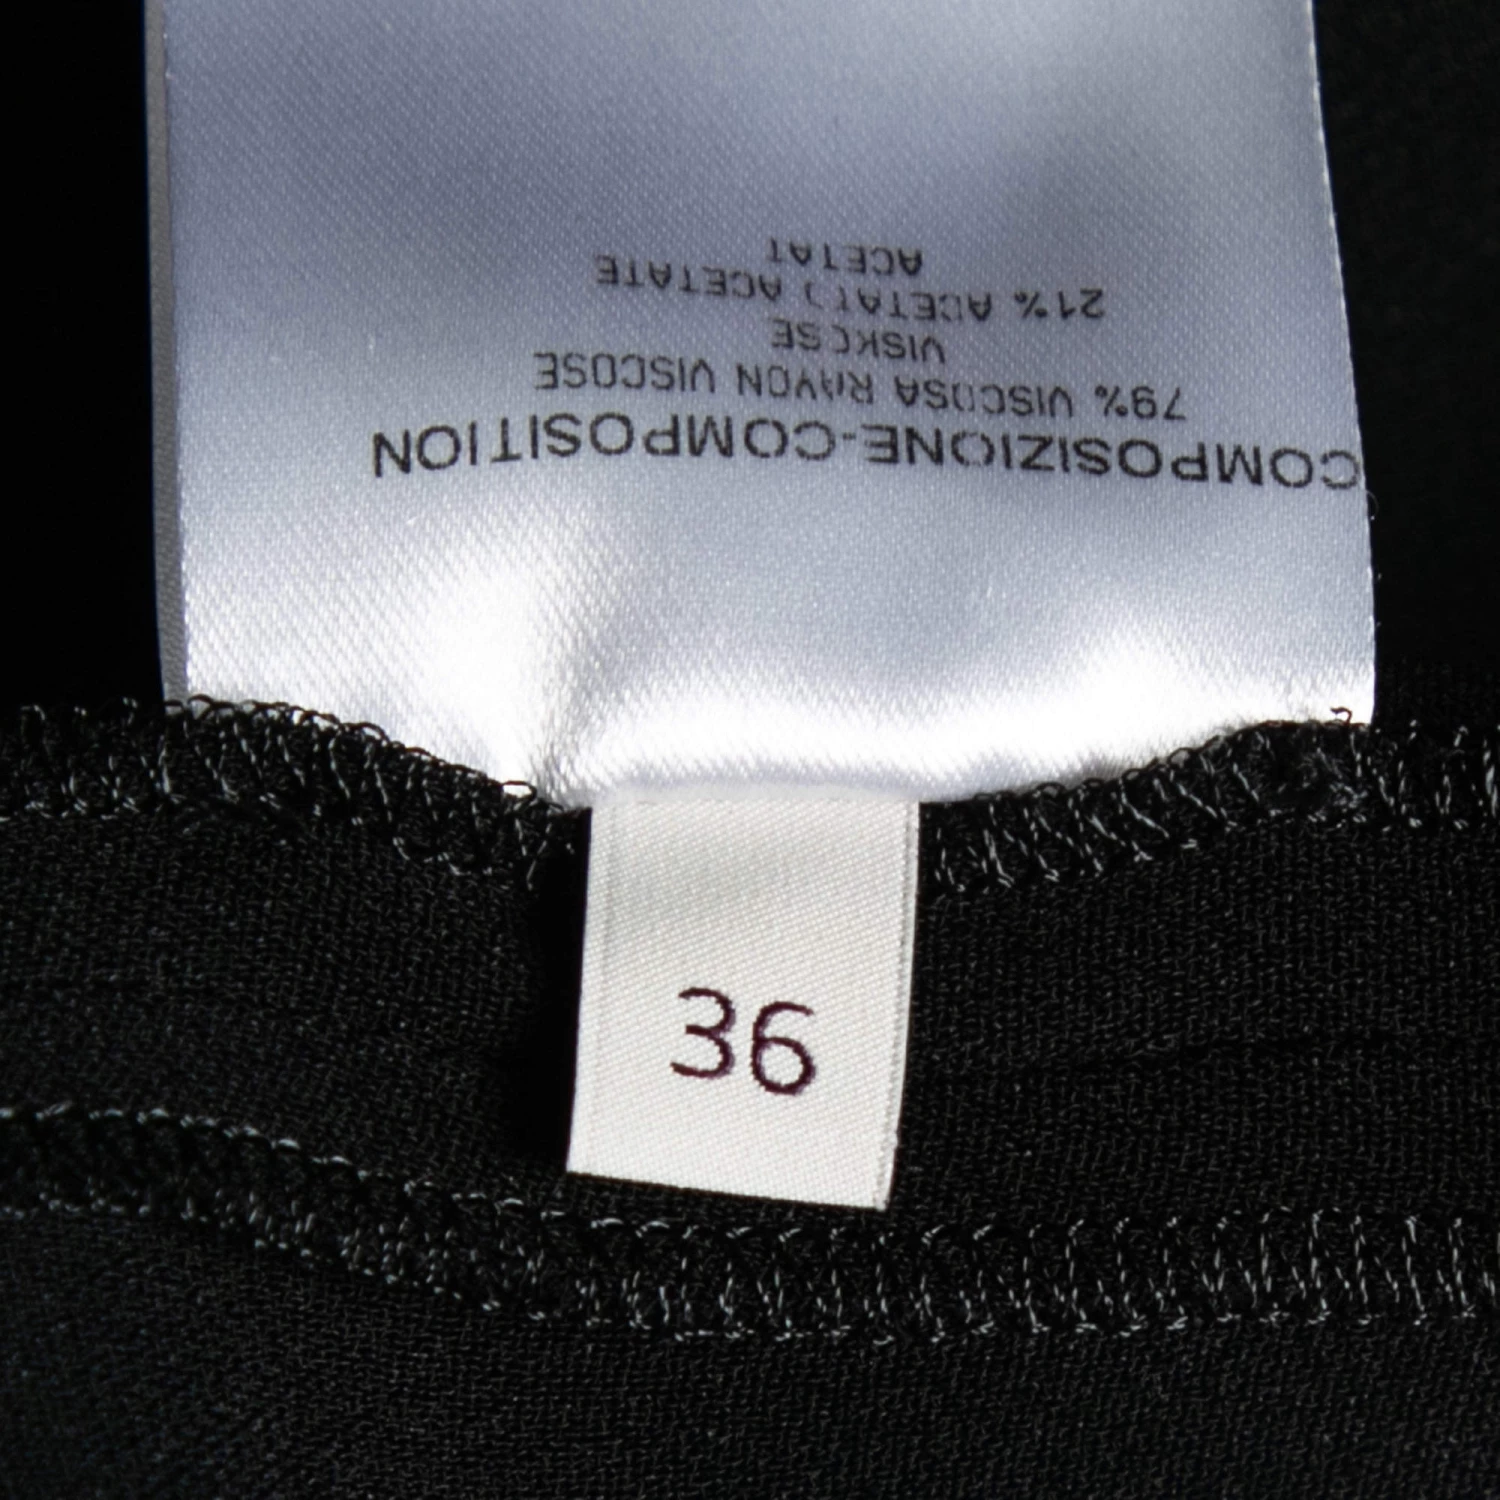 COMPOSIZIONE-COMPOSITION
79% VISCOSA RAYON VISCOSE
VISKOSE
21% ACETATO ACETATE
ACETAT
36